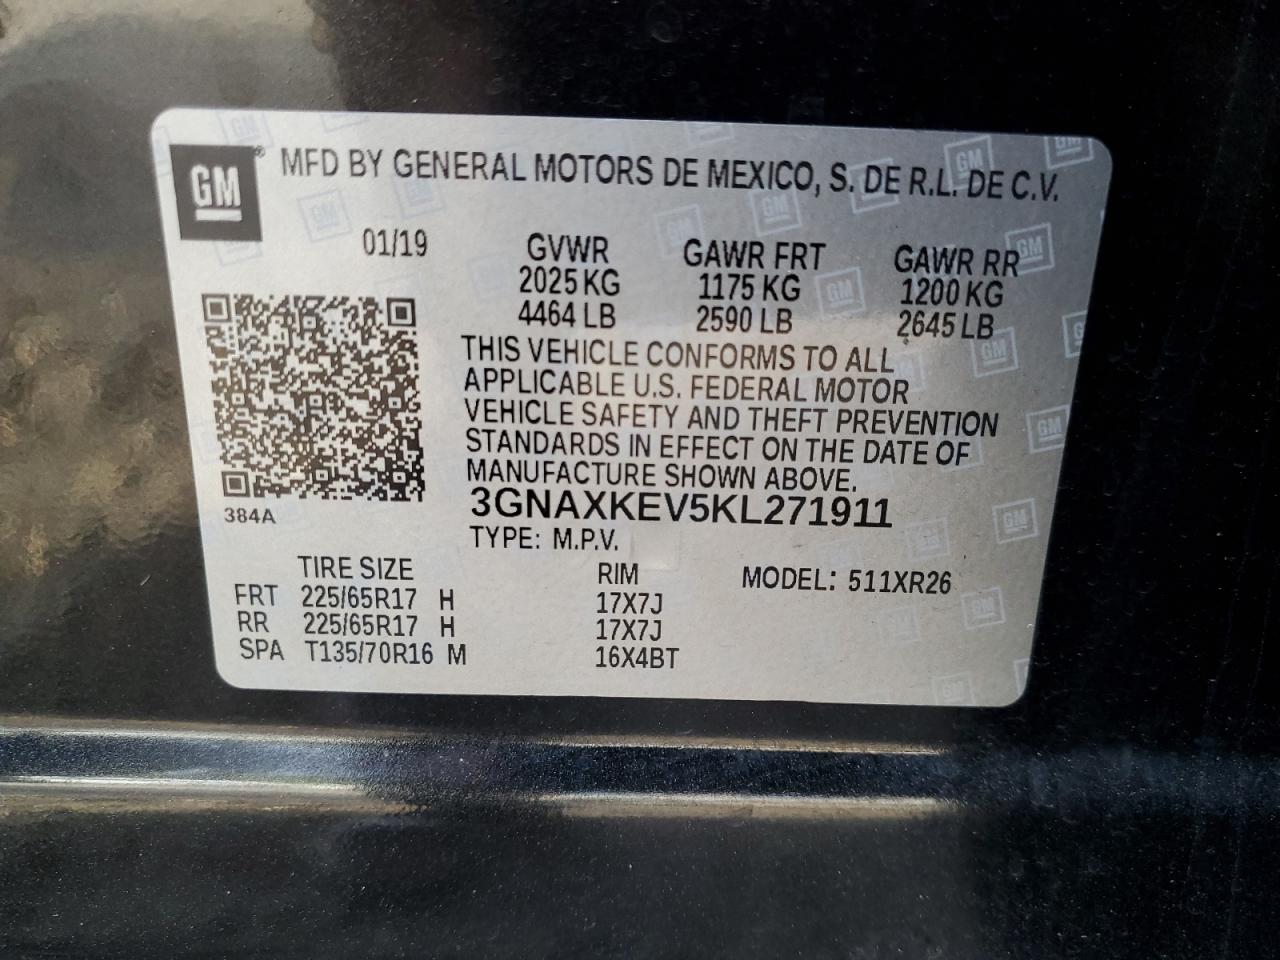 GM ® MFD BY GENERAL MOTORS DE MEXICO, S. DE R.L. DE C.V.
01/19 GVWR GAWR FRT GAWR RR
2025 KG 1175 KG 1200 KG
4464 LB 2590 LB 2645 LB
THIS VEHICLE CONFORMS TO ALL
APPLICABLE U.S. FEDERAL MOTOR
VEHICLE SAFETY AND THEFT PREVENTION
STANDARDS IN EFFECT ON THE DATE OF
MANUFACTURE SHOWN ABOVE.
3GNAXKEV5KL271911
384A
TYPE: M.P.V.
TIRE SIZE RIM MODEL: 511XR26
FRT 225/65R17 H 17X7J
RR 225/65R17 H 17X7J
SPA T135/70R16 M 16X4BT